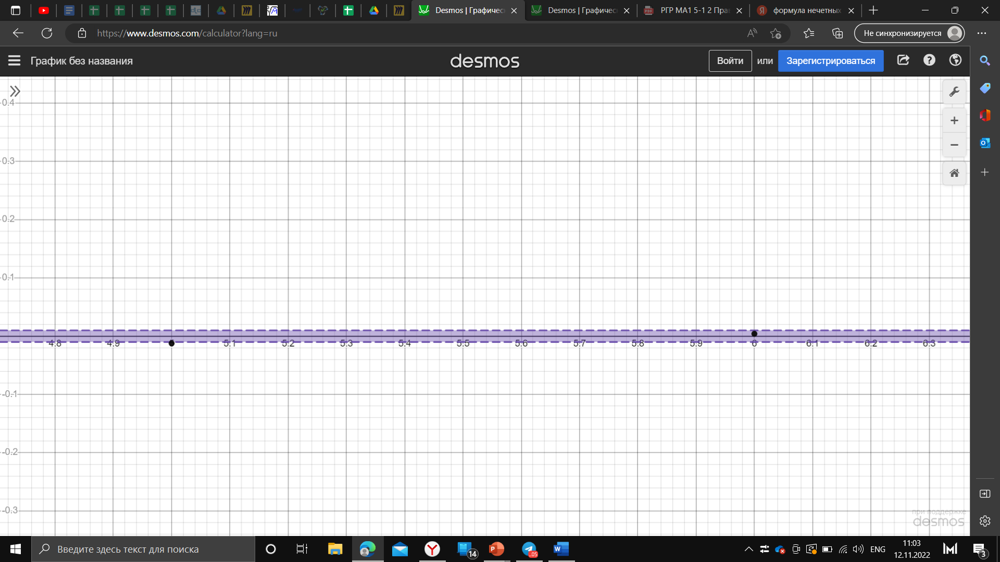 Desmos | Графичес
Desmos | Графичес
РГР МА1 5-1 2 Пра
формула нечетных
https://www.desmos.com/calculator?lang=ru
Не синхронизируется
График без названия
desmos
Войти
или
Зарегистрироваться
0.4
0.3
0.2
0.1
4.8 4.9 5 5.1 5.2 5.3 5.4 5.5 5.6 5.7 5.8 5.9 6 6.1 6.2 6.3
-0.1
-0.2
-0.3
при поддержке
desmos
Введите здесь текст для поиска
14
..05
ENG
11:03
12.11.2022
3